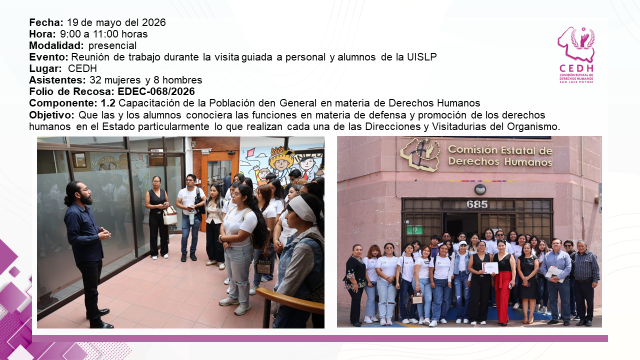 Fecha: 19 de mayo del 2026
Hora: 9:00 a 11:00 horas
Modalidad: presencial
Evento: Reunión de trabajo durante la visita guiada a personal y alumnos de la UISLP
Lugar: CEDH
Asistentes: 32 mujeres y 8 hombres
Folio de Recosa: EDEC-068/2026
Componente: 1.2 Capacitación de la Población den General en materia de Derechos Humanos
Objetivo: Que las y los alumnos conociera las funciones en materia de defensa y promoción de los derechos
humanos en el Estado particularmente lo que realizan cada una de las Direcciones y Visitadurias del Organismo.
CEDH
COMISIÓN ESTATAL DE
DERECHOS HUMANOS
SAN LUIS POTOSÍ
Comisión Estatal de
Derechos Humanos
685